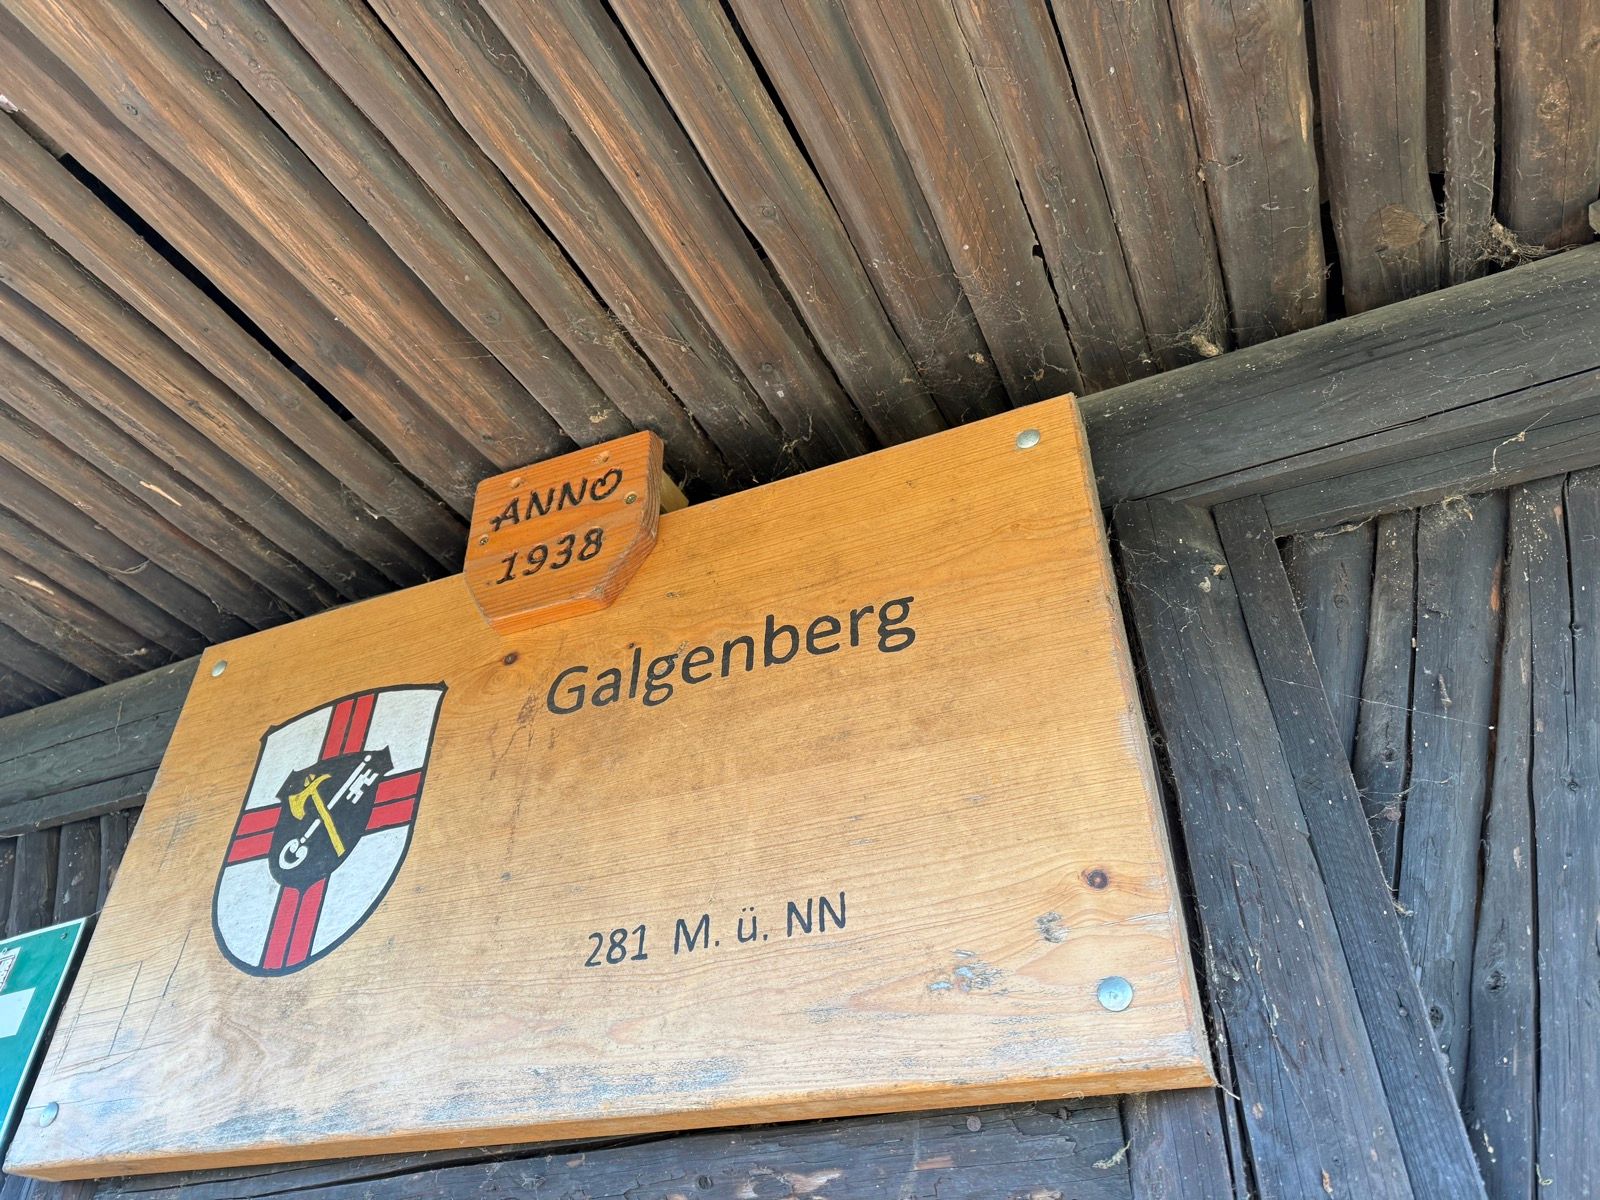 ANNO
1938
Galgenberg
281 M. ü. NN